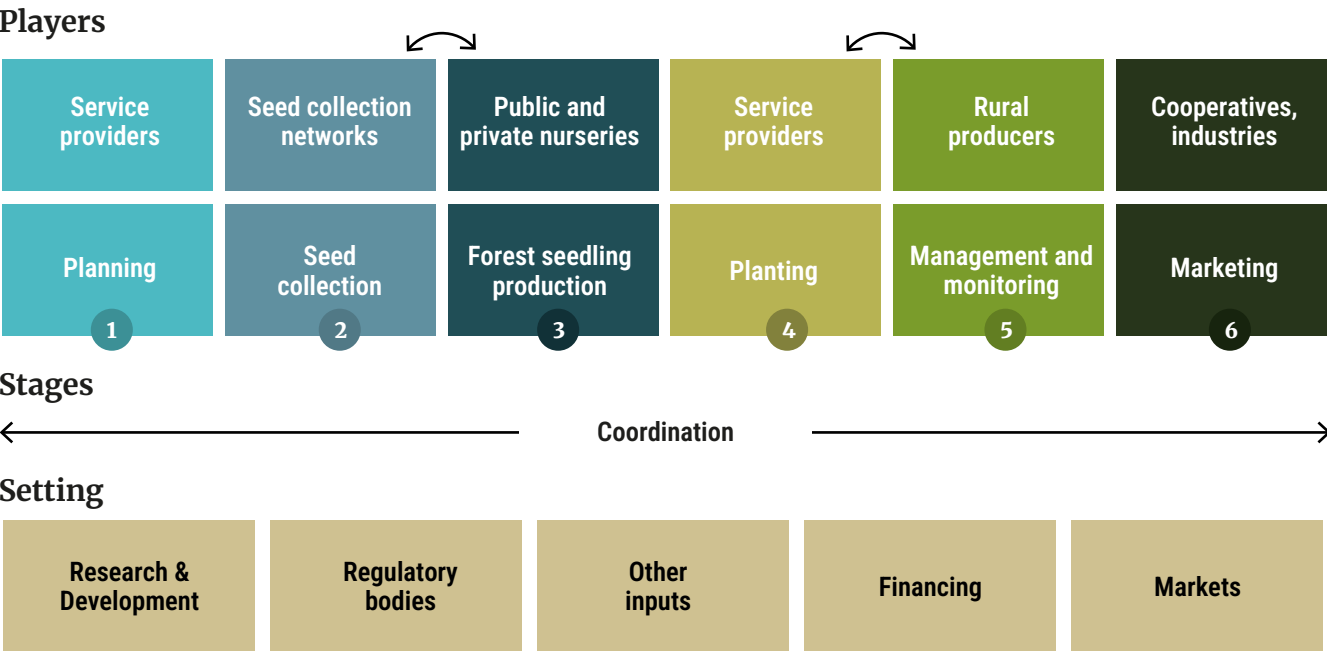 Players
Service
providers
Seed collection
networks
Public and
private nurseries
Service
providers
Rural
producers
Cooperatives,
industries
Planning
1
Seed
collection
2
Forest seedling
production
3
Planting
4
Management and
monitoring
5
Marketing
6
Stages
Coordination
Setting
Research &
Development
Regulatory
bodies
Other
inputs
Financing
Markets